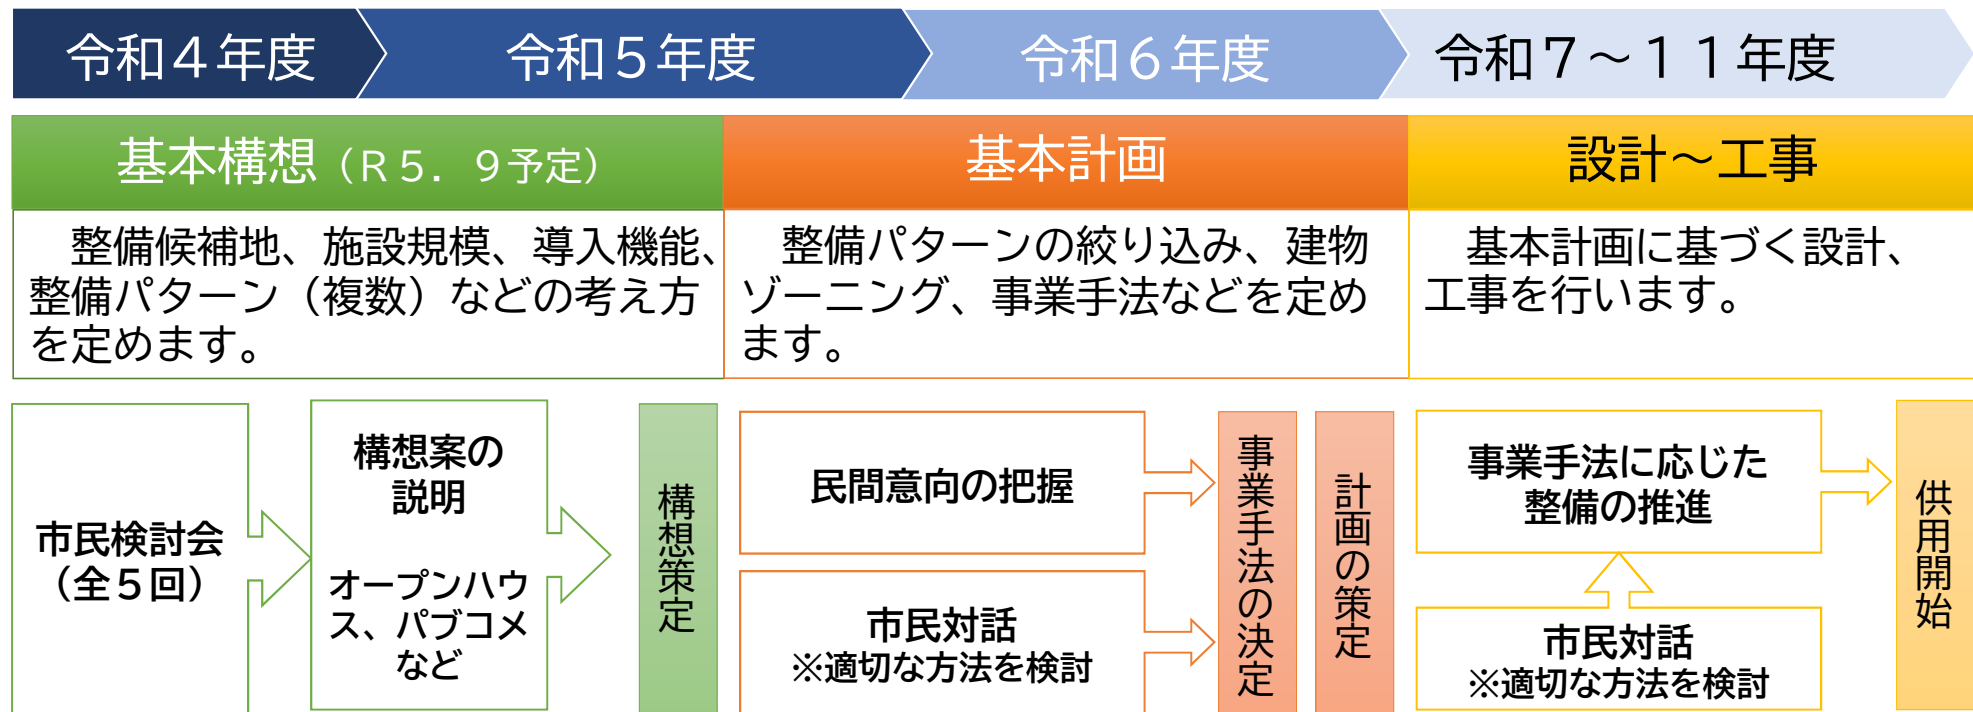 令和４年度
令和５年度
令和６年度
令和７～１１年度
基本構想（Ｒ５．９予定）
基本計画
設計～工事
整備候補地、施設規模、導入機能、
整備パターン（複数）などの考え方
を定めます。
整備パターンの絞り込み、建物
ゾーニング、事業手法などを定め
ます。
基本計画に基づく設計、
工事を行います。
市民検討会
（全５回）
構想案の
説明
オープンハウ
ス、パブコメ
など
構想策定
民間意向の把握
市民対話
※適切な方法を検討
事業手法の決定
計画の策定
事業手法に応じた
整備の推進
市民対話
※適切な方法を検討
供用開始